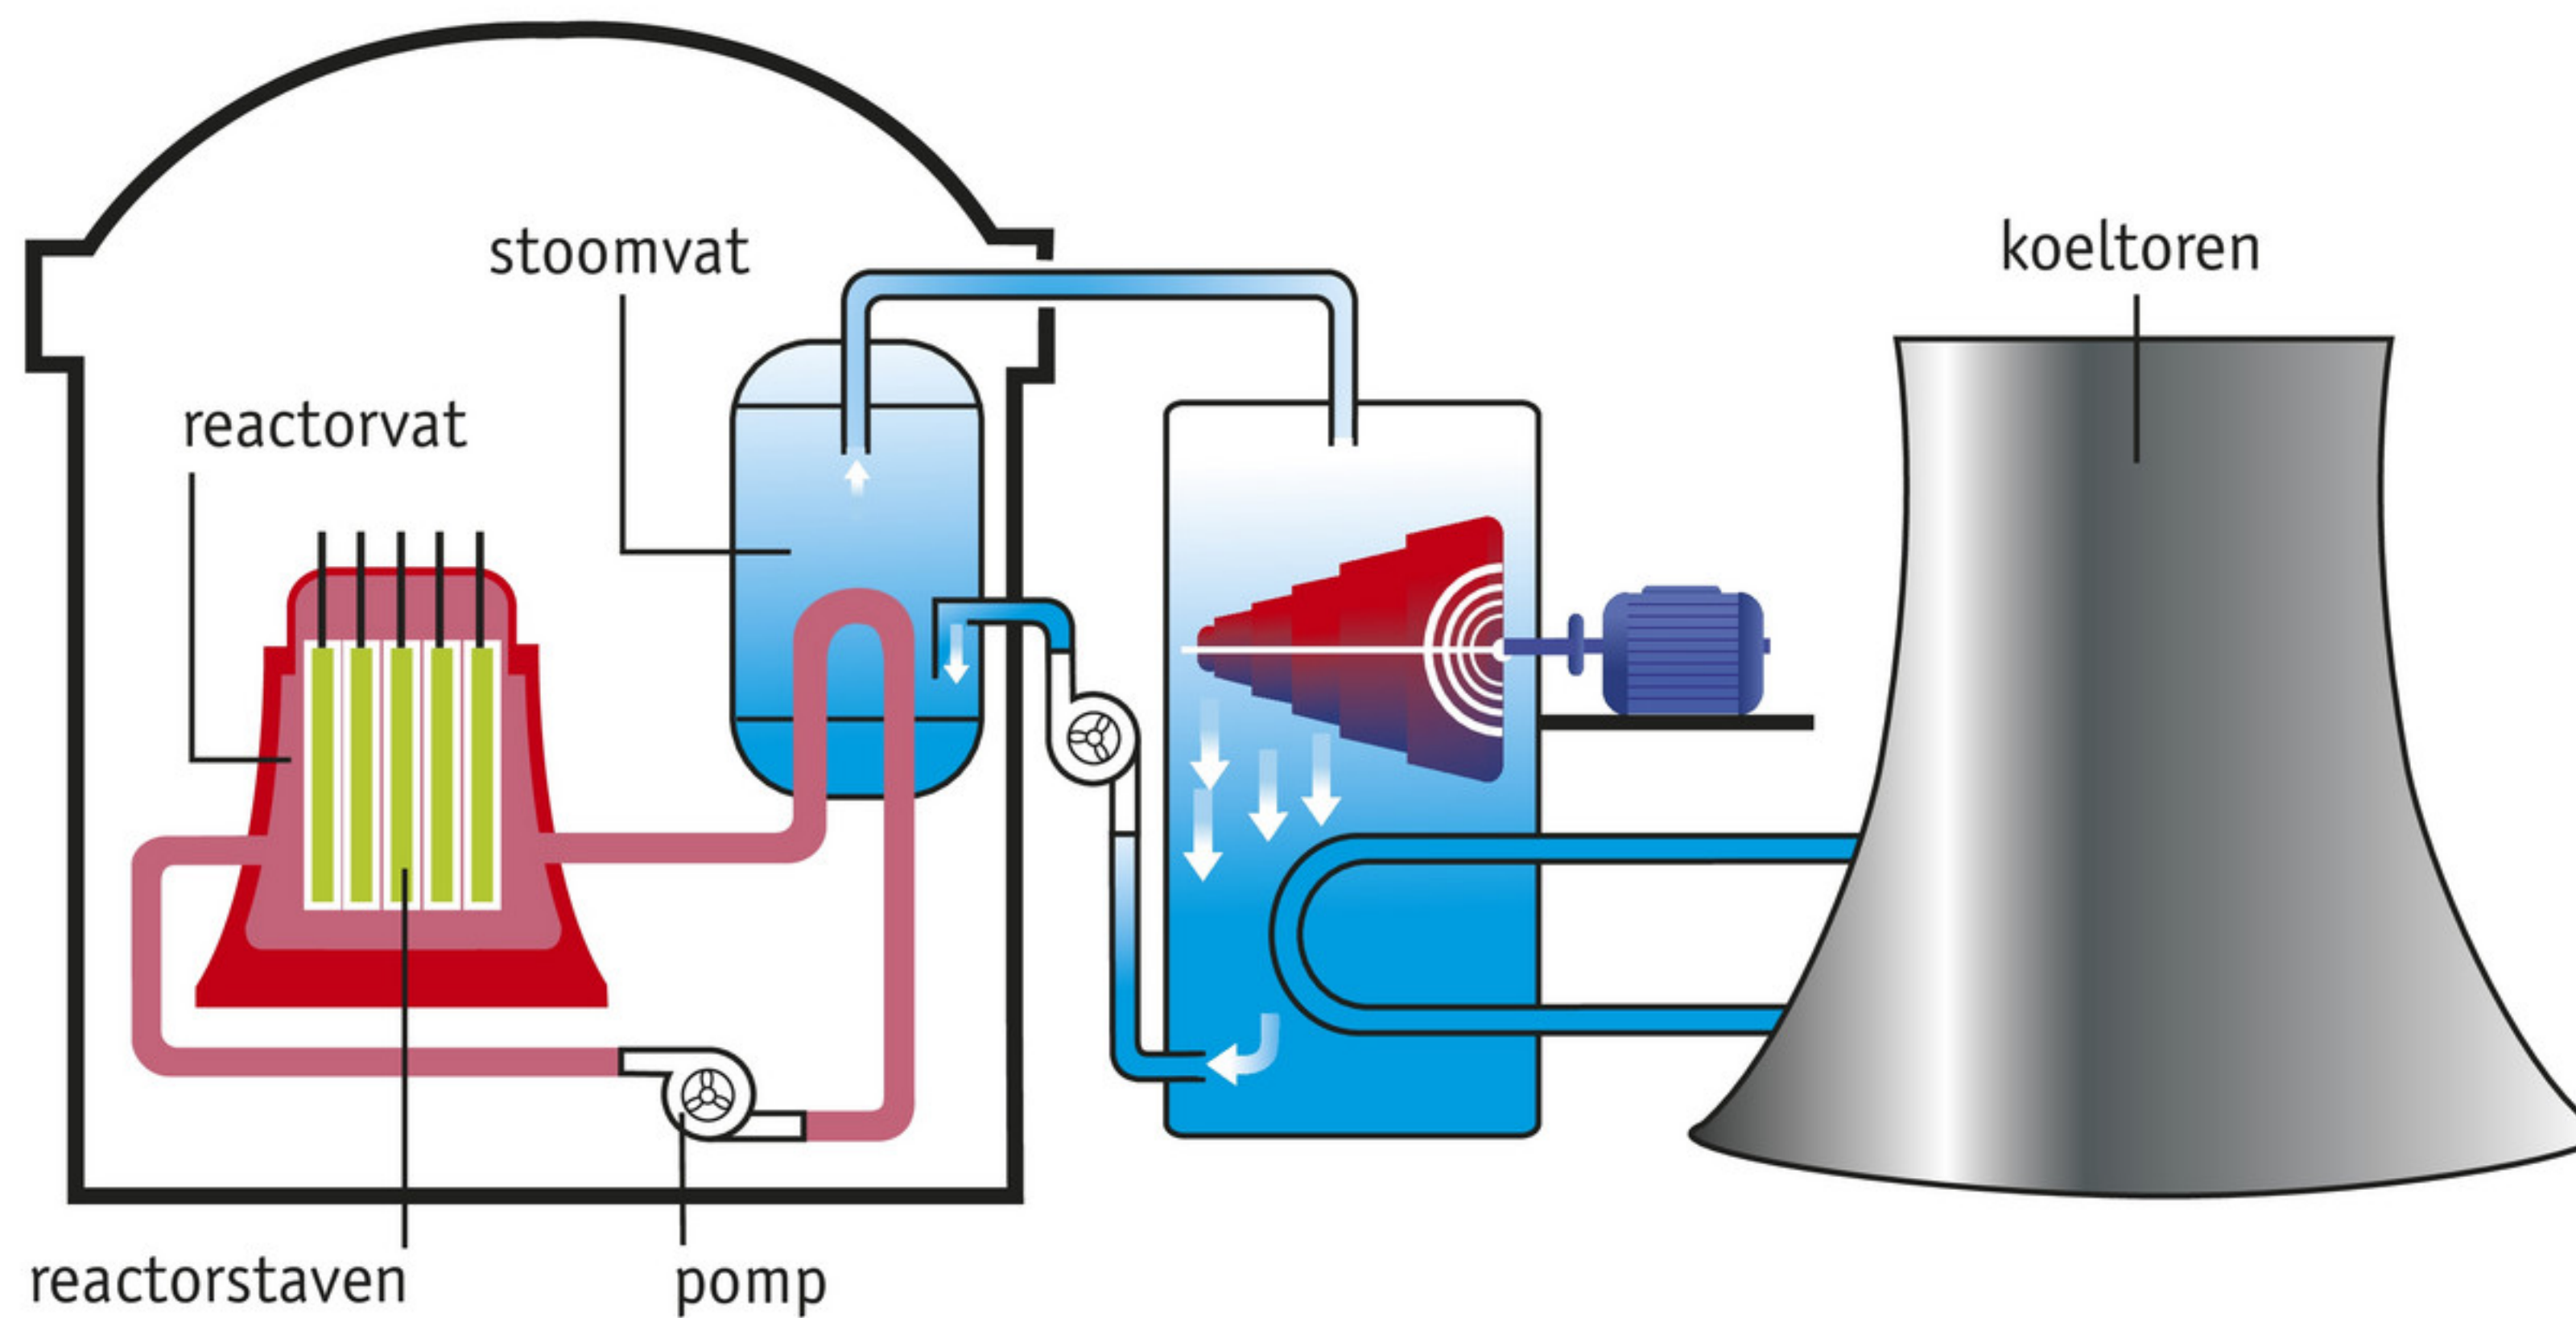 stoomvat
koeltoren
reactorvat
reactorstaven
pomp